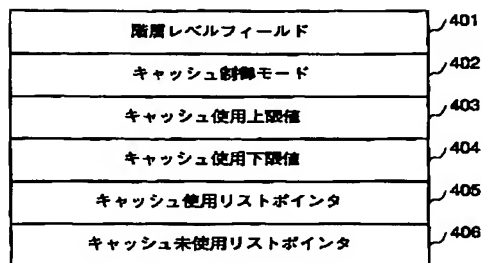 階層レベルフィールド 401
キャッシュ制御モード 402
キャッシュ使用上限値 403
キャッシュ使用下限値 404
キャッシュ使用リストポインタ 405
キャッシュ未使用リストポインタ 406